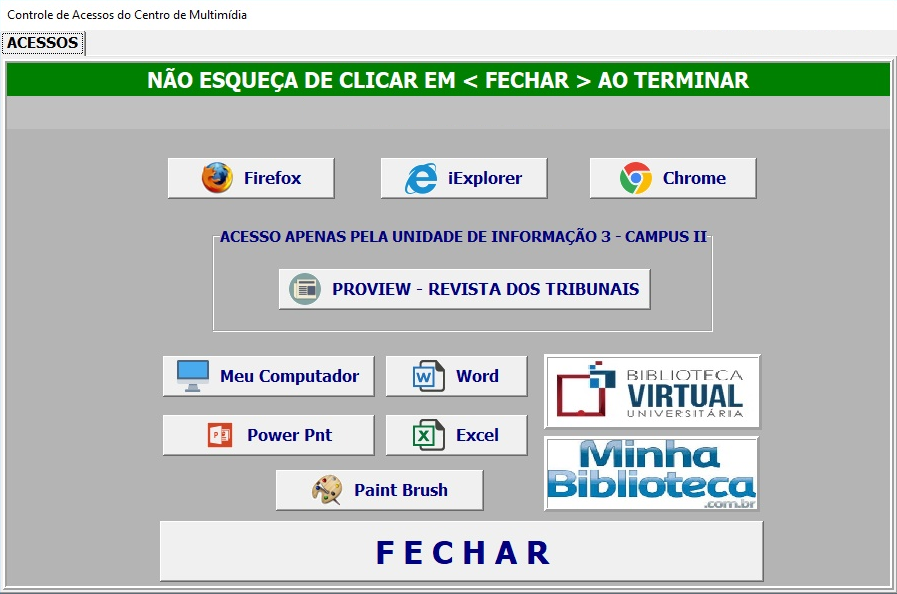 Controle de Acessos do Centro de Multimídia
ACESSOS
NÃO ESQUEÇA DE CLICAR EM < FECHAR > AO TERMINAR
Firefox
iExplorer
Chrome
ACESSO APENAS PELA UNIDADE DE INFORMAÇÃO 3 - CAMPUS II
PROVIEW - REVISTA DOS TRIBUNAIS
Meu Computador
Word
BIBLIOTECA
VIRTUAL
UNIVERSITÁRIA
Power Pnt
Excel
Minha
Biblioteca
.com.br
Paint Brush
F E C H A R